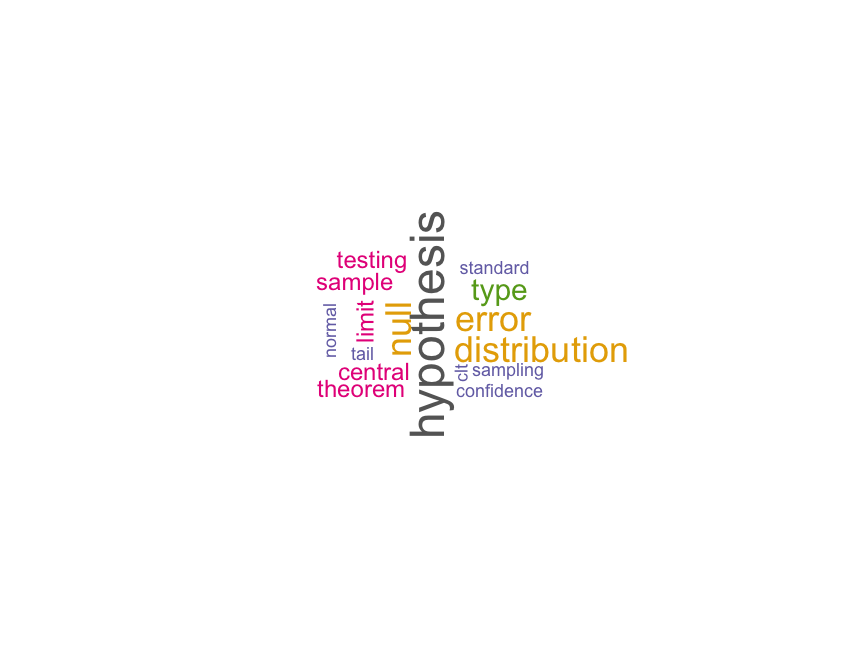 testing
sample
normal
limit
null
tail
central
theorem
hypothesis
standard
type
error
distribution
clt
sampling
confidence